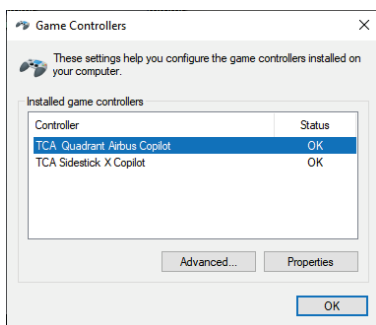 Game Controllers
These settings help you configure the game controllers installed on
your computer.
Installed game controllers
Controller Status
TCA Quadrant Airbus Copilot OK
TCA Sidestick X Copilot OK
Advanced... Properties
OK